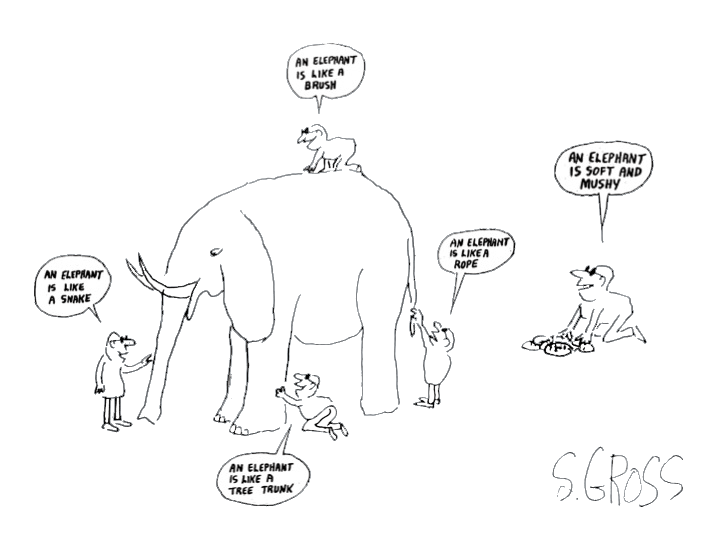 AN ELEPHANT
IS LIKE A
BRUSH
AN ELEPHANT
IS SOFT AND
MUSHY
AN ELEPHANT
IS LIKE A
ROPE
AN ELEPHANT
IS LIKE
A SNAKE
AN ELEPHANT
IS LIKE A
TREE TRUNK
S.GROSS